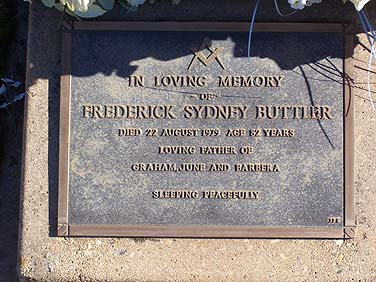 IN LOVING MEMORY
OF
FREDERICK SYDNEY BUTTLER
DIED 22 AUGUST 1979 AGE 82 YEARS
LOVING FATHER OF
GRAHAM, JUNE AND BARBERA
SLEEPING PEACEFULLY